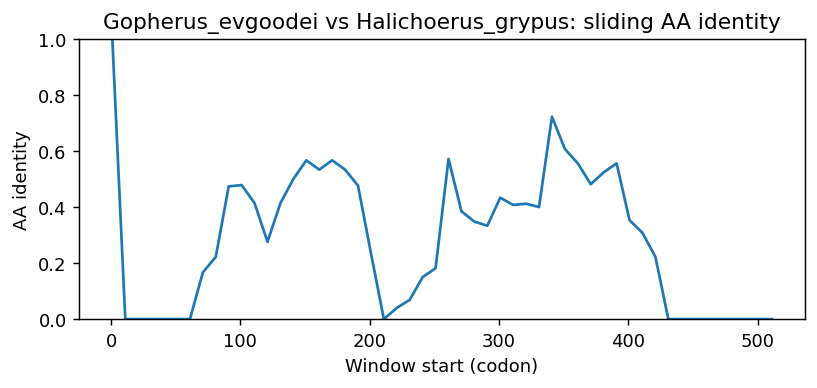 Gopherus_evgoodei vs Halichoerus_grypus: sliding AA identity
1.0
0.8
0.6
0.4
0.2
0.0
AA identity
0 100 200 300 400 500
Window start (codon)